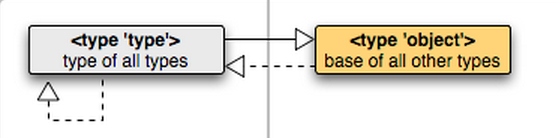 <type 'type'>
type of all types
<type 'object'>
base of all other types